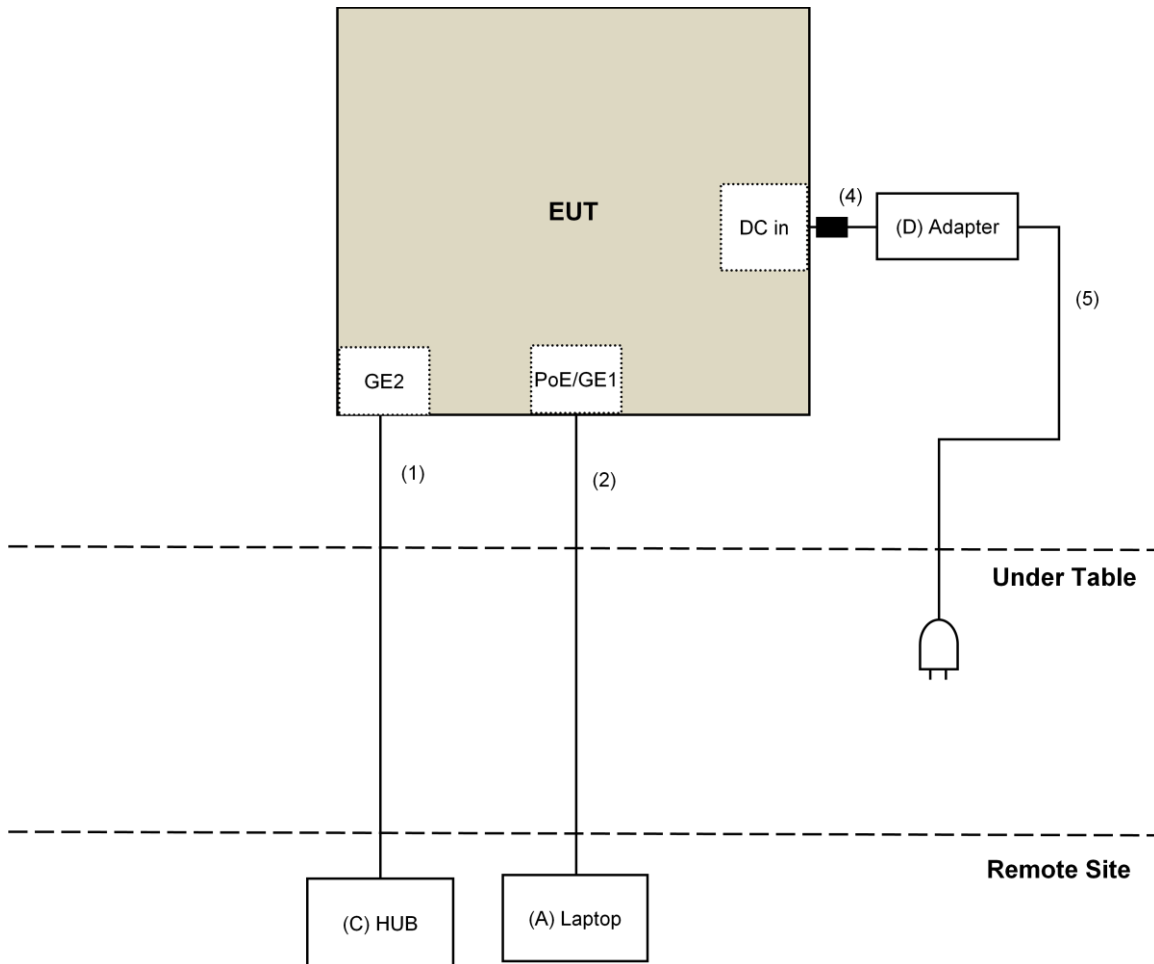 EUT
(4)
DC in
(D) Adapter
(5)
GE2
PoE/GE1
(1)
(2)
Under Table
Remote Site
(C) HUB
(A) Laptop